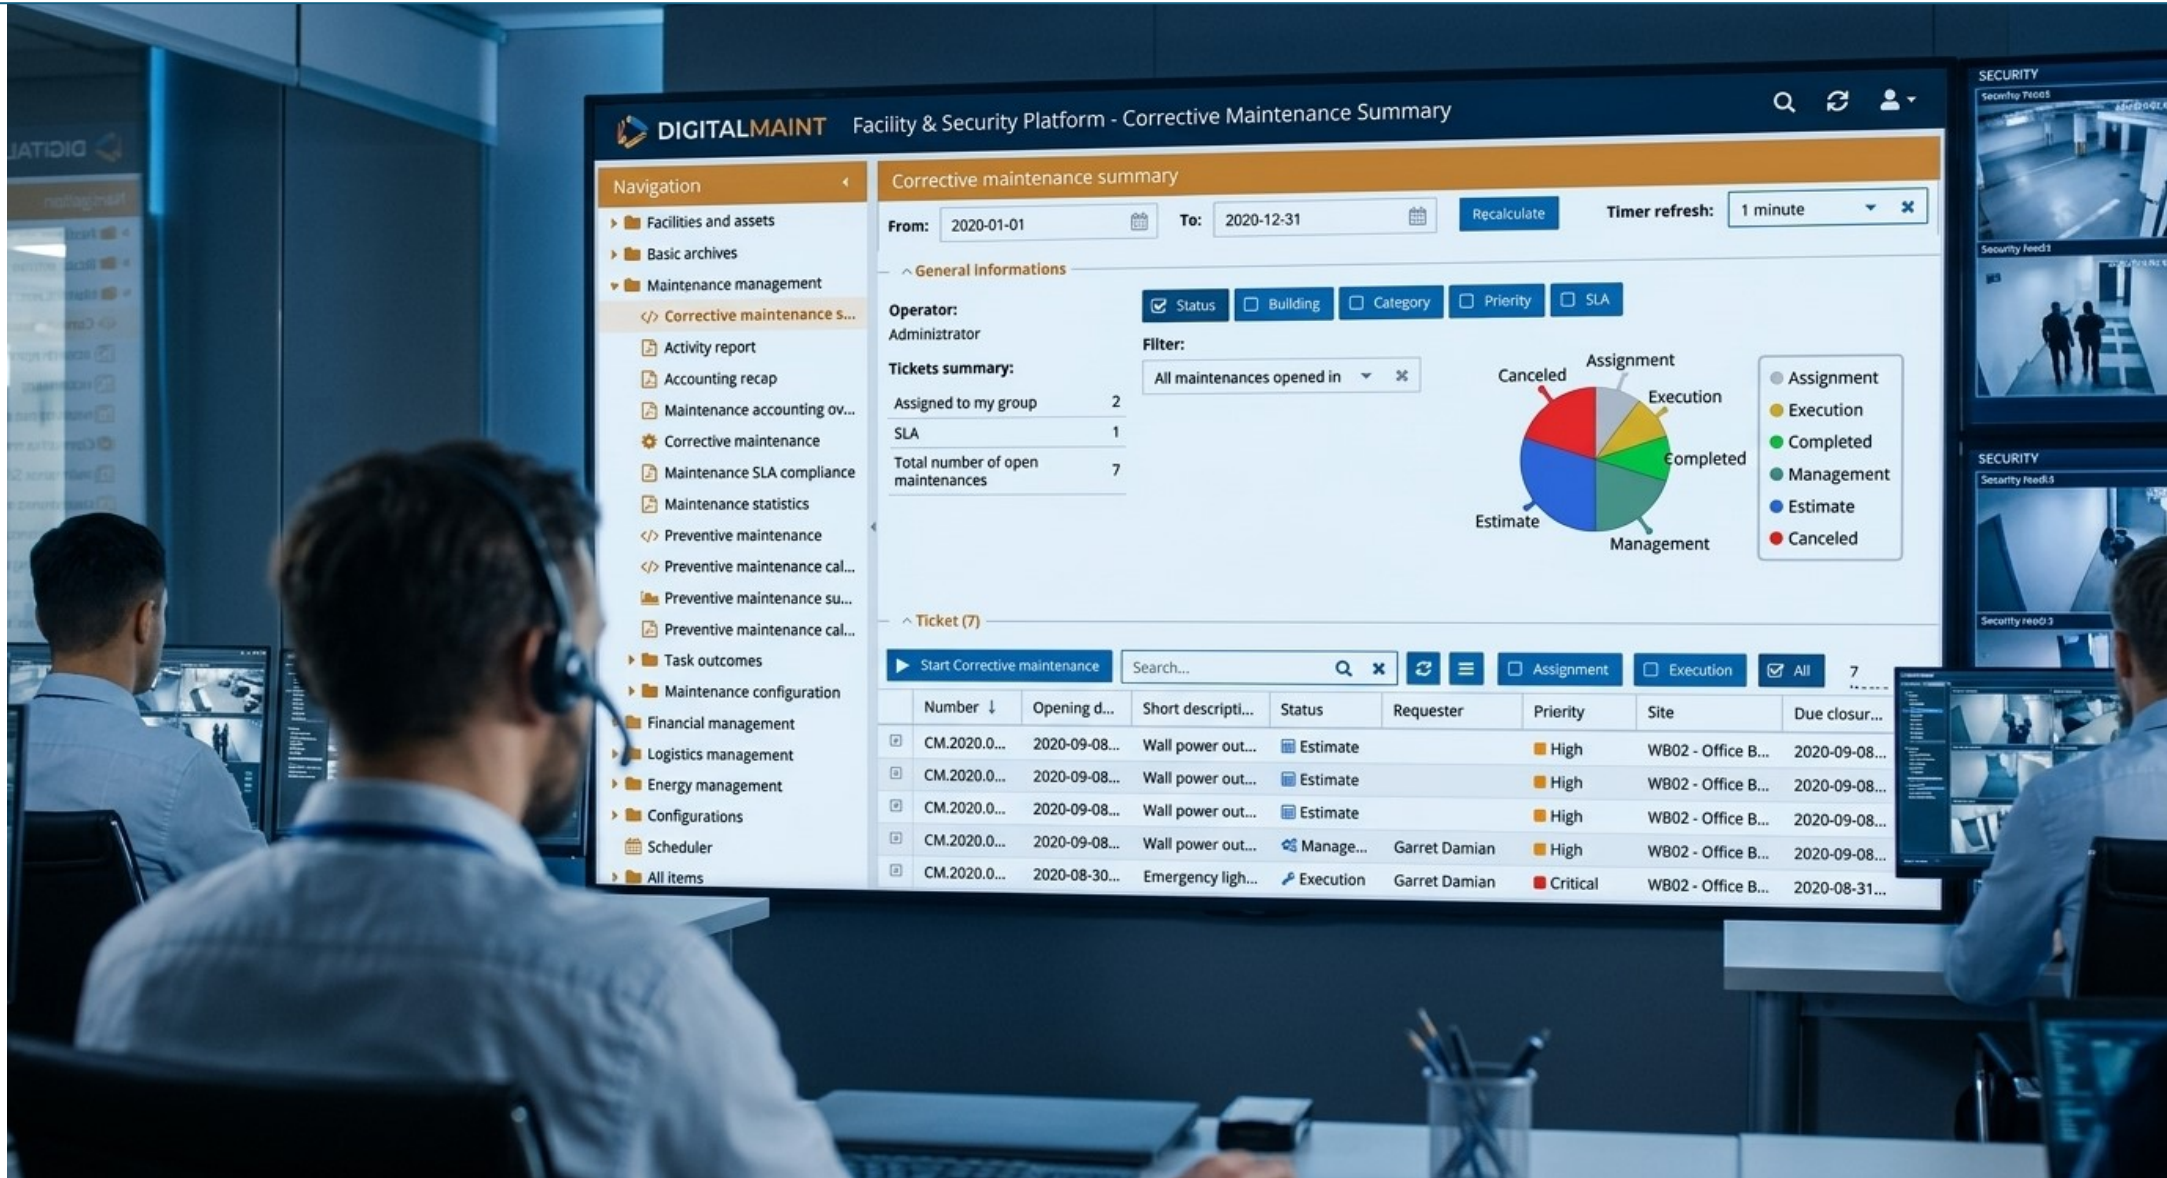 DIGITALMAINT
Facility & Security Platform - Corrective Maintenance Summary
Navigation
Facilities and assets
Basic archives
Maintenance management
Corrective maintenance s...
Activity report
Accounting recap
Maintenance accounting ov...
Corrective maintenance
Maintenance SLA compliance
Maintenance statistics
Preventive maintenance
Preventive maintenance cal...
Preventive maintenance su...
Preventive maintenance cal...
Task outcomes
Maintenance configuration
Financial management
Logistics management
Energy management
Configurations
Scheduler
All items
Corrective maintenance summary
From: 2020-01-01 To: 2020-12-31 Recalculate Timer refresh: 1 minute
General Informations
Operator:
Administrator
Tickets summary:
Assigned to my group 2
SLA 1
Total number of open
maintenances 7
Status Building Category Priority SLA
Filter:
All maintenances opened in
Assignment
Canceled
Execution
Completed
Estimate
Management
Assignment
Execution
Completed
Management
Estimate
Canceled
Ticket (7)
Start Corrective maintenance Search... Assignment Execution All 7
Number ↓ Opening d... Short descripti... Status Requester Priority Site Due closur...
CM.2020.0... 2020-09-08... Wall power out... Estimate High WB02 - Office B... 2020-09-08...
CM.2020.0... 2020-09-08... Wall power out... Estimate High WB02 - Office B... 2020-09-08...
CM.2020.0... 2020-09-08... Wall power out... Estimate High WB02 - Office B... 2020-09-08...
CM.2020.0... 2020-09-08... Wall power out... Manage... Garret Damian High WB02 - Office B... 2020-09-08...
CM.2020.0... 2020-08-30... Emergency ligh... Execution Garret Damian Critical WB02 - Office B... 2020-08-31...
SECURITY
Security Feed1
SECURITY